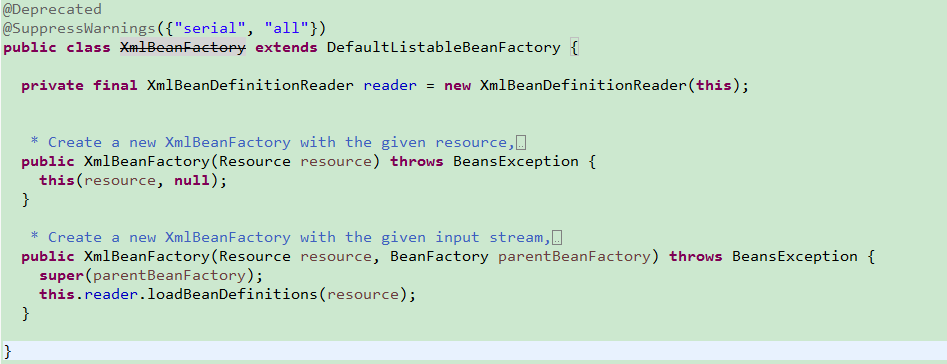 @Deprecated
@SuppressWarnings({"serial", "all"})
public class XmlBeanFactory extends DefaultListableBeanFactory {
private final XmlBeanDefinitionReader reader = new XmlBeanDefinitionReader(this);
* Create a new XmlBeanFactory with the given resource,
public XmlBeanFactory(Resource resource) throws BeansException {
this(resource, null);
}
* Create a new XmlBeanFactory with the given input stream,
public XmlBeanFactory(Resource resource, BeanFactory parentBeanFactory) throws BeansException {
super(parentBeanFactory);
this.reader.loadBeanDefinitions(resource);
}
}